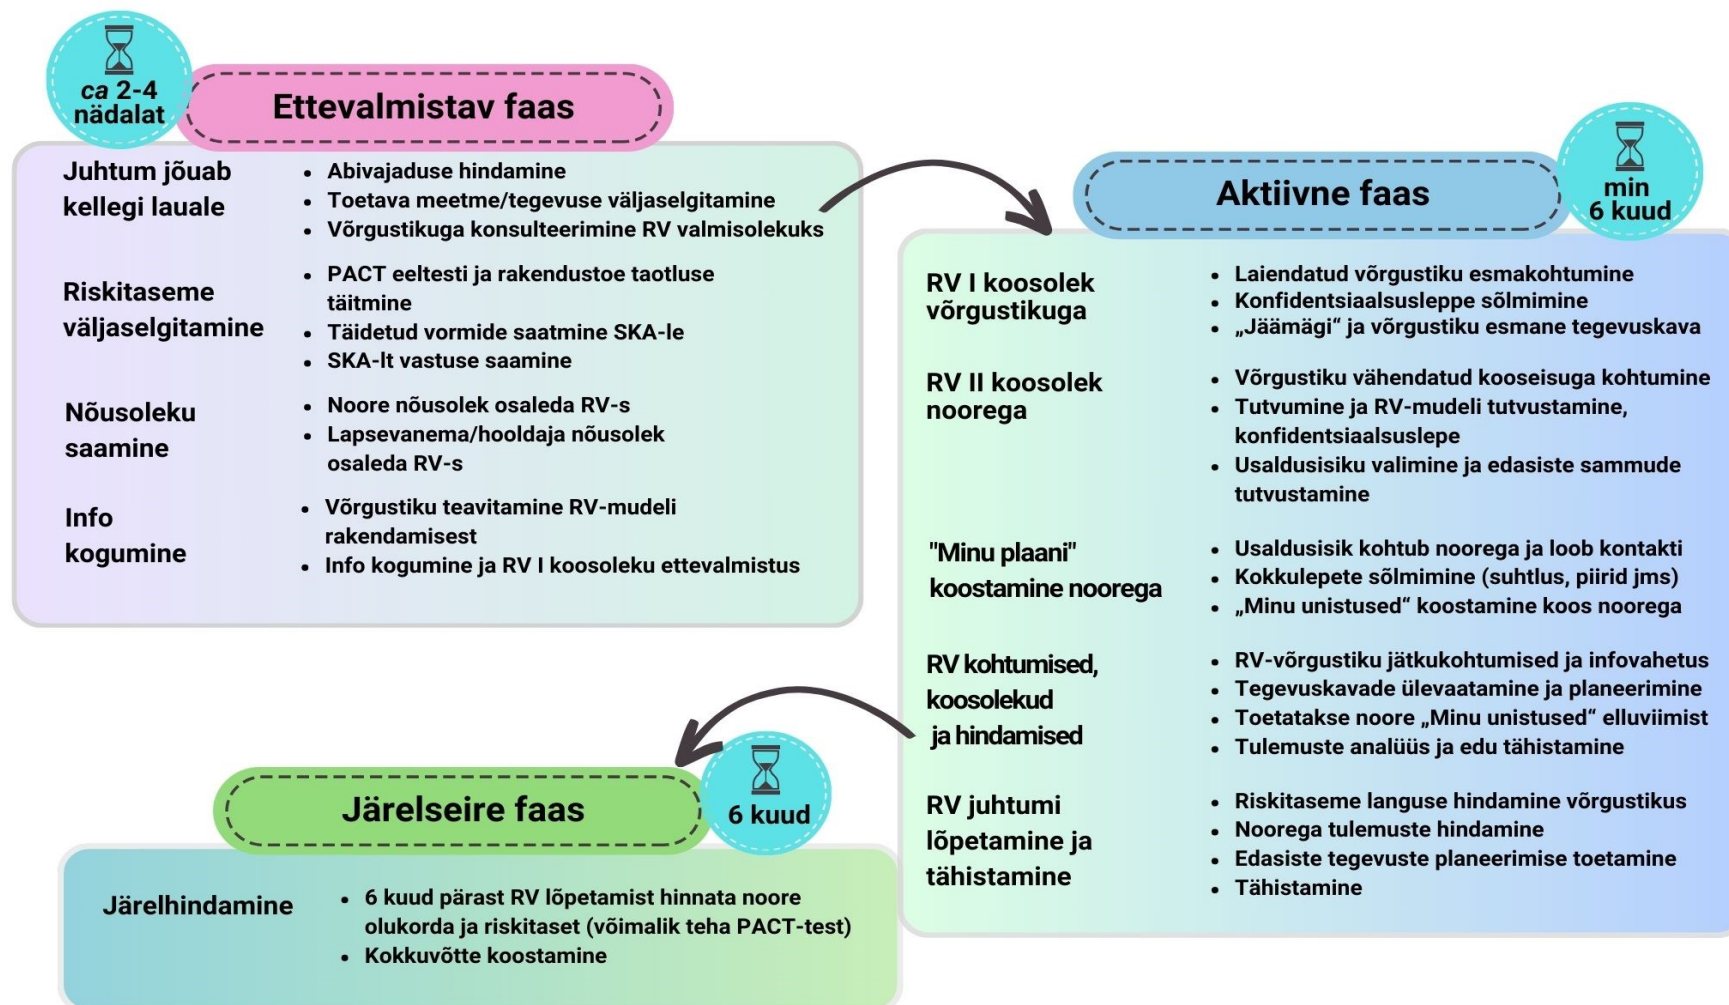 ca 2-4
nädalat
Ettevalmistav faas
Juhtum jõuab
kellegi lauale
• Abivajaduse hindamine
• Toetava meetme/tegevuse väljaselgitamine
• Võrgustikuga konsulteerimine RV valmisolekuks
Riskitaseme
väljaselgitamine
• PACT eeltesti ja rakendustoe taotluse
täitmine
• Täidetud vormide saatmine SKA-le
• SKA-lt vastuse saamine
Nõusoleku
saamine
• Noore nõusolek osaleda RV-s
• Lapsevanema/hooldaja nõusolek
osaleda RV-s
Info
kogumine
• Võrgustiku teavitamine RV-mudeli
rakendamisest
• Info kogumine ja RV I koosoleku ettevalmistus
Aktiivne faas
min
6 kuud
RV I koosolek
võrgustikuga
• Laiendatud võrgustiku esmakohtumine
• Konfidentsiaalsusleppe sõlmimine
• „Jäämägi“ ja võrgustiku esmane tegevuskava
RV II koosolek
noorega
• Võrgustiku vähendatud kooseisuga kohtumine
• Tutvumine ja RV-mudeli tutvustamine,
konfidentsiaalsuslepe
• Usaldusisiku valimine ja edasiste sammude
tutvustamine
"Minu plaani"
koostamine noorega
• Usaldusisik kohtub noorega ja loob kontakti
• Kokkulepete sõlmimine (suhtlus, piirid jms)
• „Minu unistused“ koostamine koos noorega
RV kohtumised,
koosolekud
ja hindamised
• RV-võrgustiku jätkukohtumised ja infovahetus
• Tegevuskavade ülevaatamine ja planeerimine
• Toetatakse noore „Minu unistused“ elluviimist
• Tulemuste analüüs ja edu tähistamine
RV juhtumi
lõpetamine ja
tähistamine
• Riskitaseme languse hindamine võrgustikus
• Noorega tulemuste hindamine
• Edasiste tegevuste planeerimise toetamine
• Tähistamine
Järelseire faas
6 kuud
Järelhindamine
• 6 kuud pärast RV lõpetamist hinnata noore
olukorda ja riskitaset (võimalik teha PACT-test)
• Kokkuvõtte koostamine